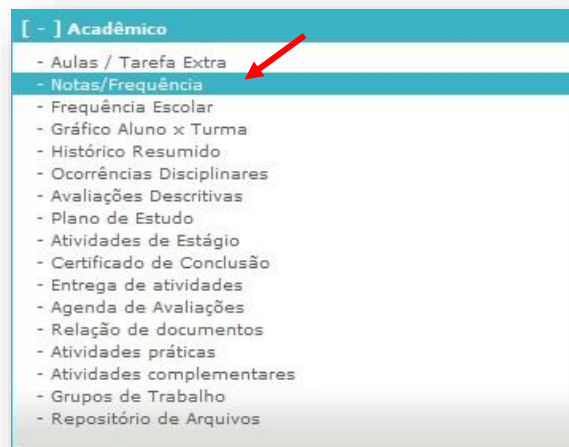 [ - ] Acadêmico
- Aulas / Tarefa Extra
- Notas/Frequência
- Frequência Escolar
- Gráfico Aluno x Turma
- Histórico Resumido
- Ocorrências Disciplinares
- Avaliações Descritivas
- Plano de Estudo
- Atividades de Estágio
- Certificado de Conclusão
- Entrega de atividades
- Agenda de Avaliações
- Relação de documentos
- Atividades práticas
- Atividades complementares
- Grupos de Trabalho
- Repositório de Arquivos